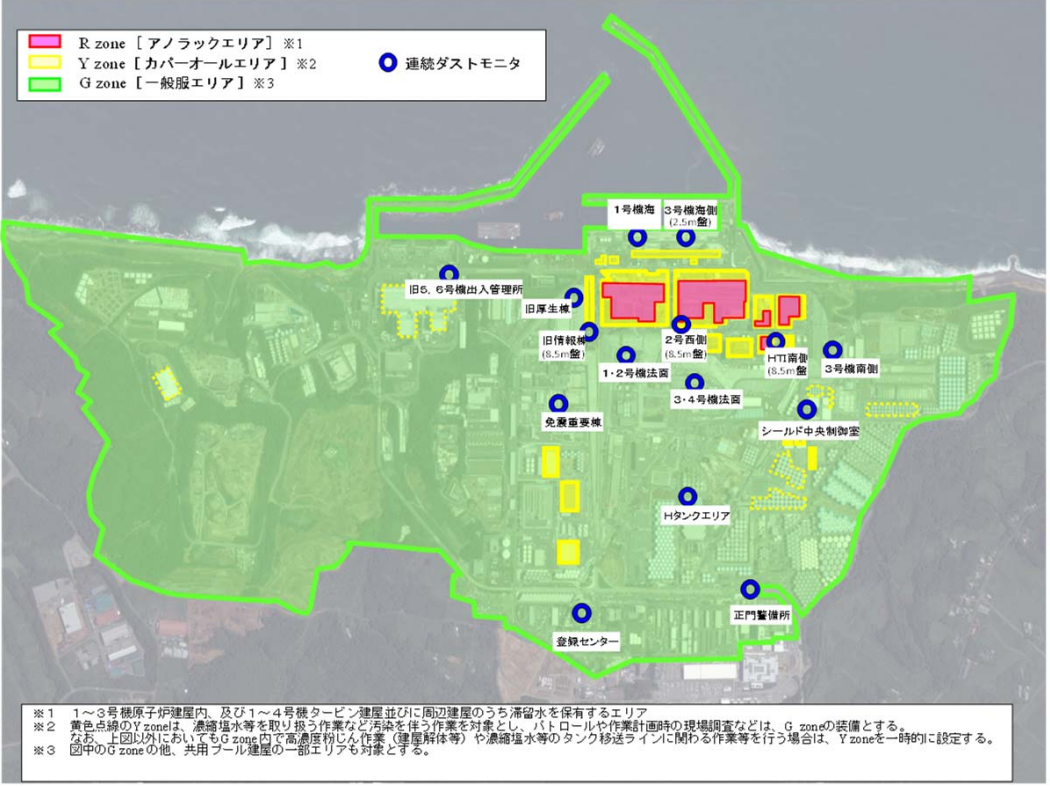 R zone [アノラックエリア] ※1
Y zone [カバーオールエリア] ※2
G zone [一般服エリア] ※3
連続ダストモニタ
1号機海
3号機海側
(2.5m盤)
旧5,6号機出入管理所
旧厚生棟
旧情報棟
(8.5m盤)
2号西側
(8.5m盤)
HTI南側
(8.5m盤
3号機南側
1・2号機法面
3・4号機法面
免震重要棟
シールド中央制御室
Hタンクエリア
正門警備所
登録センター
※1 1~3号機原子炉建屋内、及び1~4号機タービン建屋並びに周辺建屋のうち滞留水を保有するエリア
※2 黄色点線のY zoneは、濃縮塩水等を取り扱う作業など汚染を伴う作業を対象とし、パトロールや作業計画時の現場調査などは、G zoneの装備とする。
なお、上図以外においてもG zone内で高濃度粉じん作業(建屋解体等)や濃縮塩水等のタンク移送ラインに関わる作業等を行う場合は、Y zoneを一時的に設定する。
※3 図中のG zoneの他、共用プール建屋の一部エリアも対象とする。